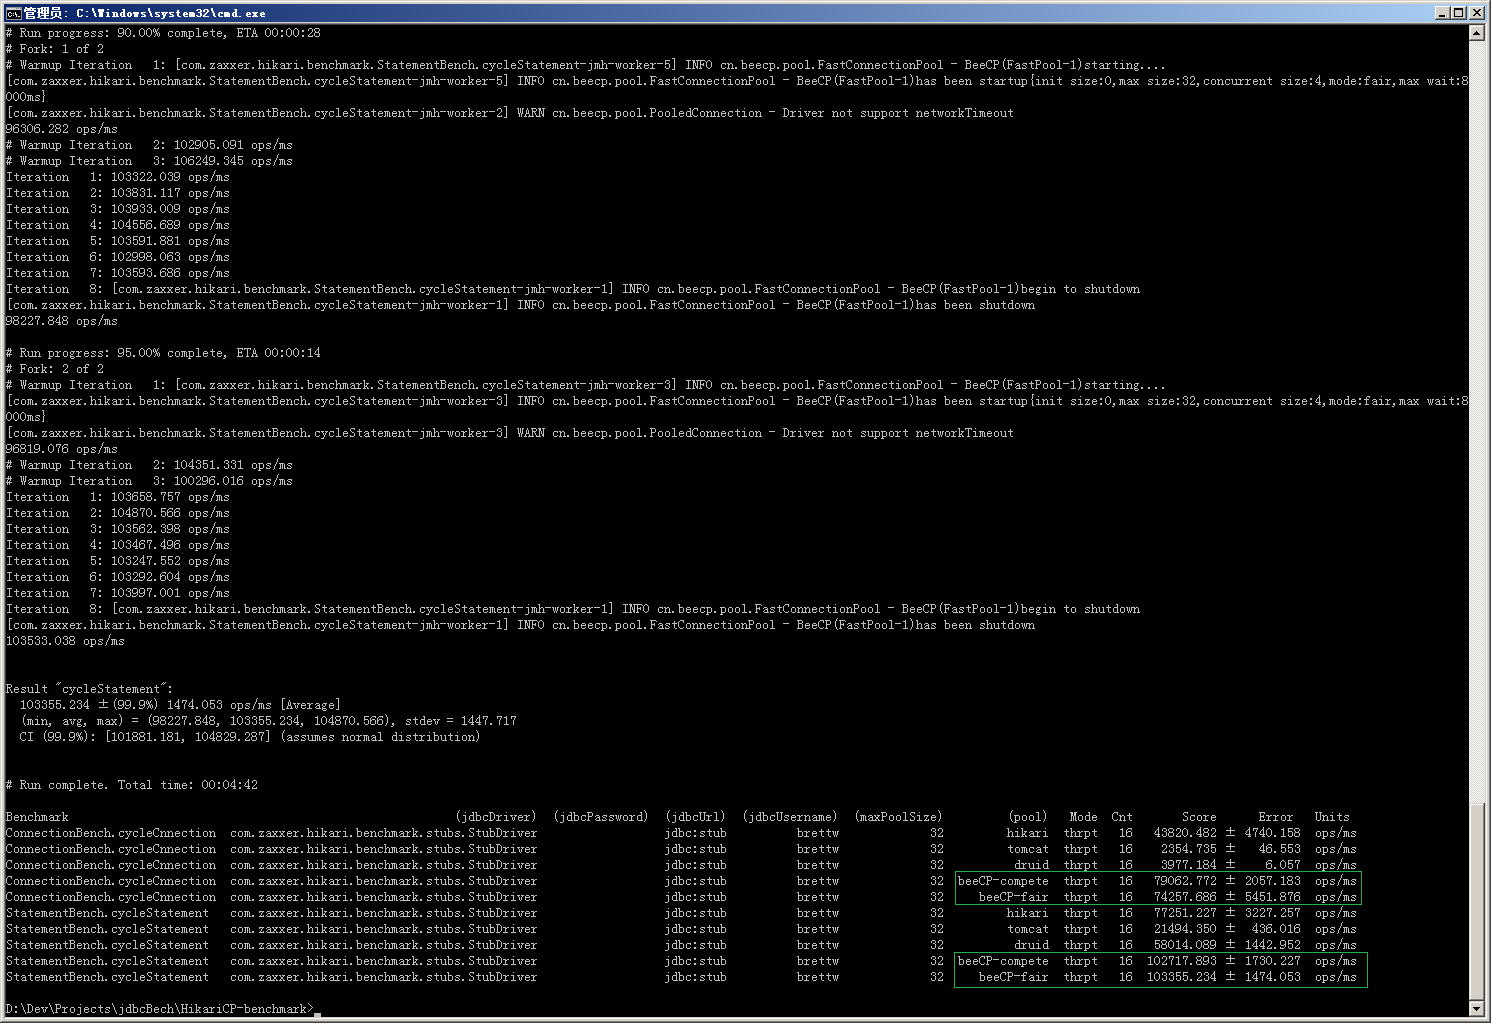 管理员: C:\Windows\system32\cmd.exe
# Run progress: 90.00% complete, ETA 00:00:28
# Fork: 1 of 2
# Warmup Iteration   1: [com.zaxxer.hikari.benchmark.StatementBench.cycleStatement-jmh-worker-5] INFO cn.beecp.pool.FastConnectionPool - BeeCP(FastPool-1)starting....
[com.zaxxer.hikari.benchmark.StatementBench.cycleStatement-jmh-worker-5] INFO cn.beecp.pool.FastConnectionPool - BeeCP(FastPool-1)has been startup{init size:0,max size:32,concurrent size:4,mode:fair,max wait:8
000ms}
[com.zaxxer.hikari.benchmark.StatementBench.cycleStatement-jmh-worker-2] WARN cn.beecp.pool.PooledConnection - Driver not support networkTimeout
96306.282 ops/ms
# Warmup Iteration   2: 102905.091 ops/ms
# Warmup Iteration   3: 106249.345 ops/ms
Iteration   1: 103322.039 ops/ms
Iteration   2: 103831.117 ops/ms
Iteration   3: 103933.009 ops/ms
Iteration   4: 104556.689 ops/ms
Iteration   5: 103591.881 ops/ms
Iteration   6: 102998.063 ops/ms
Iteration   7: 103593.686 ops/ms
Iteration   8: [com.zaxxer.hikari.benchmark.StatementBench.cycleStatement-jmh-worker-1] INFO cn.beecp.pool.FastConnectionPool - BeeCP(FastPool-1)begin to shutdown
[com.zaxxer.hikari.benchmark.StatementBench.cycleStatement-jmh-worker-1] INFO cn.beecp.pool.FastConnectionPool - BeeCP(FastPool-1)has been shutdown
98227.848 ops/ms
# Run progress: 95.00% complete, ETA 00:00:14
# Fork: 2 of 2
# Warmup Iteration   1: [com.zaxxer.hikari.benchmark.StatementBench.cycleStatement-jmh-worker-3] INFO cn.beecp.pool.FastConnectionPool - BeeCP(FastPool-1)starting....
[com.zaxxer.hikari.benchmark.StatementBench.cycleStatement-jmh-worker-3] INFO cn.beecp.pool.FastConnectionPool - BeeCP(FastPool-1)has been startup{init size:0,max size:32,concurrent size:4,mode:fair,max wait:8
000ms}
[com.zaxxer.hikari.benchmark.StatementBench.cycleStatement-jmh-worker-3] WARN cn.beecp.pool.PooledConnection - Driver not support networkTimeout
96819.076 ops/ms
# Warmup Iteration   2: 104351.331 ops/ms
# Warmup Iteration   3: 100296.016 ops/ms
Iteration   1: 103658.757 ops/ms
Iteration   2: 104870.566 ops/ms
Iteration   3: 103562.398 ops/ms
Iteration   4: 103467.496 ops/ms
Iteration   5: 103247.552 ops/ms
Iteration   6: 103292.604 ops/ms
Iteration   7: 103997.001 ops/ms
Iteration   8: [com.zaxxer.hikari.benchmark.StatementBench.cycleStatement-jmh-worker-1] INFO cn.beecp.pool.FastConnectionPool - BeeCP(FastPool-1)begin to shutdown
[com.zaxxer.hikari.benchmark.StatementBench.cycleStatement-jmh-worker-1] INFO cn.beecp.pool.FastConnectionPool - BeeCP(FastPool-1)has been shutdown
103533.038 ops/ms
Result "cycleStatement":
  103355.234 ±(99.9%) 1474.053 ops/ms [Average]
  (min, avg, max) = (98227.848, 103355.234, 104870.566), stdev = 1447.717
  CI (99.9%): [101881.181, 104829.287] (assumes normal distribution)
# Run complete. Total time: 00:04:42
Benchmark (jdbcDriver) (jdbcPassword) (jdbcUrl) (jdbcUsername) (maxPoolSize) (pool) Mode Cnt Score Error Units
ConnectionBench.cycleCnnection com.zaxxer.hikari.benchmark.stubs.StubDriver jdbc:stub brettw 32 hikari thrpt 16 43820.482 ± 4740.158 ops/ms
ConnectionBench.cycleCnnection com.zaxxer.hikari.benchmark.stubs.StubDriver jdbc:stub brettw 32 tomcat thrpt 16 2354.735 ± 46.553 ops/ms
ConnectionBench.cycleCnnection com.zaxxer.hikari.benchmark.stubs.StubDriver jdbc:stub brettw 32 druid thrpt 16 3977.184 ± 6.057 ops/ms
ConnectionBench.cycleCnnection com.zaxxer.hikari.benchmark.stubs.StubDriver jdbc:stub brettw 32 beeCP-compete thrpt 16 79062.772 ± 2057.183 ops/ms
ConnectionBench.cycleCnnection com.zaxxer.hikari.benchmark.stubs.StubDriver jdbc:stub brettw 32 beeCP-fair thrpt 16 74257.686 ± 5451.876 ops/ms
StatementBench.cycleStatement com.zaxxer.hikari.benchmark.stubs.StubDriver jdbc:stub brettw 32 hikari thrpt 16 77251.227 ± 3227.257 ops/ms
StatementBench.cycleStatement com.zaxxer.hikari.benchmark.stubs.StubDriver jdbc:stub brettw 32 tomcat thrpt 16 21494.350 ± 436.016 ops/ms
StatementBench.cycleStatement com.zaxxer.hikari.benchmark.stubs.StubDriver jdbc:stub brettw 32 druid thrpt 16 58014.089 ± 1442.952 ops/ms
StatementBench.cycleStatement com.zaxxer.hikari.benchmark.stubs.StubDriver jdbc:stub brettw 32 beeCP-compete thrpt 16 102717.893 ± 1730.227 ops/ms
StatementBench.cycleStatement com.zaxxer.hikari.benchmark.stubs.StubDriver jdbc:stub brettw 32 beeCP-fair thrpt 16 103355.234 ± 1474.053 ops/ms
D:\Dev\Projects\jdbcBech\HikariCP-benchmark>_